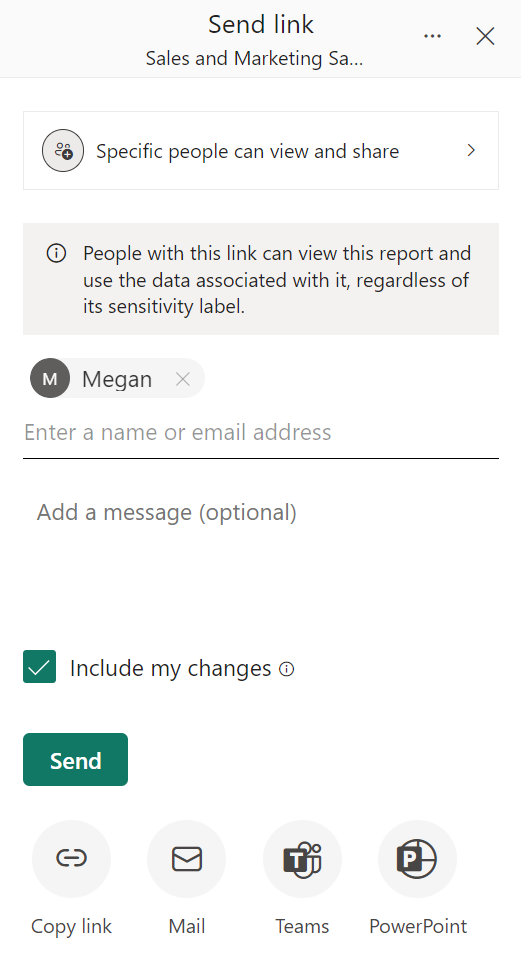 Send link
Sales and Marketing Sa...
Specific people can view and share
People with this link can view this report and
use the data associated with it, regardless of
its sensitivity label.
M Megan
Enter a name or email address
Add a message (optional)
Include my changes
Send
Copy link Mail Teams PowerPoint